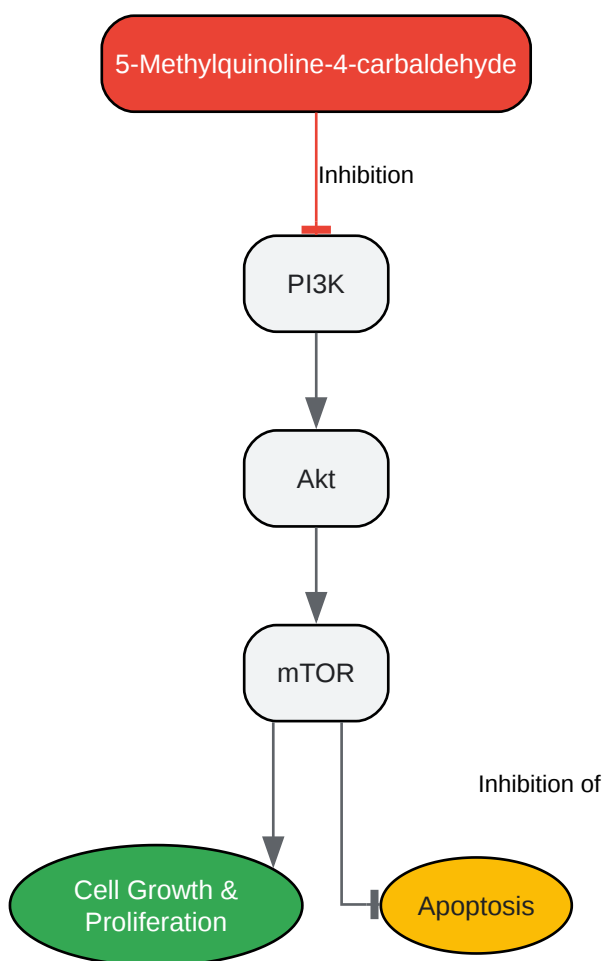 5-Methylquinoline-4-carbaldehyde
Inhibition
PI3K
Akt
mTOR
Inhibition of
Cell Growth &
Proliferation
Apoptosis